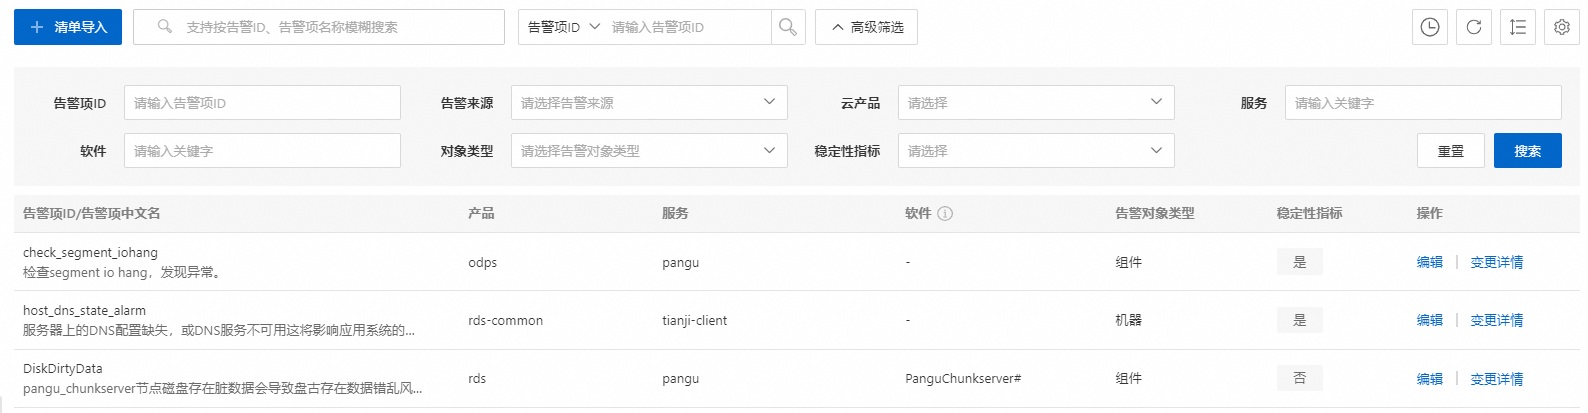 清单导入 支持按告警ID、告警项名称模糊搜索 告警项ID 请输入告警项ID 高级筛选
告警项ID 请输入告警项ID 告警来源 请选择告警来源 云产品 请选择 服务 请输入关键字
软件 请输入关键字 对象类型 请选择告警对象类型 稳定性指标 请选择 重置 搜索
告警项ID/告警项中文名 产品 服务 软件 告警对象类型 稳定性指标 操作
check_segment_iohang
检查segment io hang，发现异常。 odps pangu - 组件 是 编辑 变更详情
host_dns_state_alarm
服务器上的DNS配置缺失，或DNS服务不可用这将影响应用系统的... rds-common tianji-client - 机器 是 编辑 变更详情
DiskDirtyData
pangu_chunkserver节点磁盘存在脏数据会导致盘古存在数据错乱风... rds pangu PanguChunkserver# 组件 否 编辑 变更详情